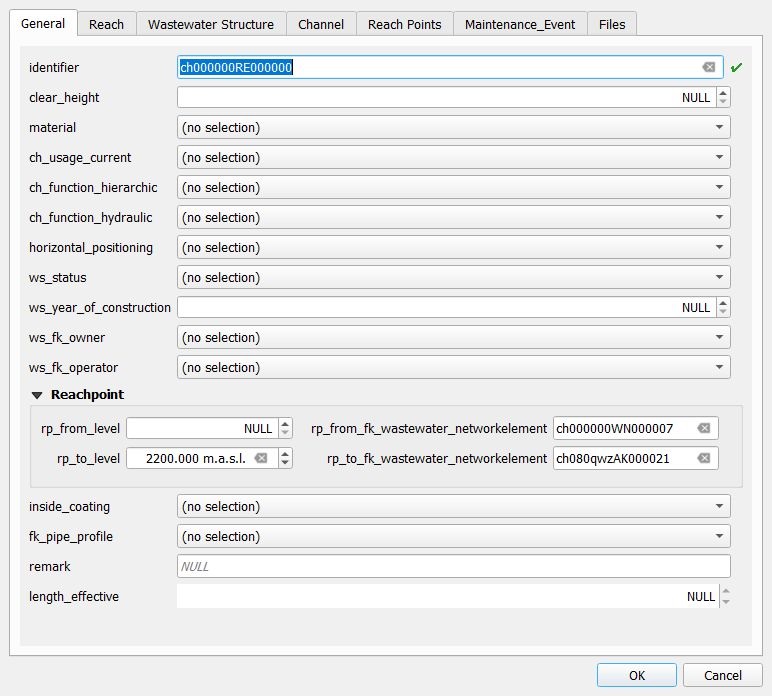 General Reach Wastewater Structure Channel Reach Points Maintenance_Event Files
identifier ch000000RE000000
clear_height NULL
material (no selection)
ch_usage_current (no selection)
ch_function_hierarchic (no selection)
ch_function_hydraulic (no selection)
horizontal_positioning (no selection)
ws_status (no selection)
ws_year_of_construction NULL
ws_fk_owner (no selection)
ws_fk_operator (no selection)
Reachpoint
rp_from_level NULL rp_from_fk_wastewater_networkelement ch000000WN000007
rp_to_level 2200.000 m.a.s.l. rp_to_fk_wastewater_networkelement ch080qwzAK000021
inside_coating (no selection)
fk_pipe_profile (no selection)
remark NULL
length_effective NULL
OK Cancel